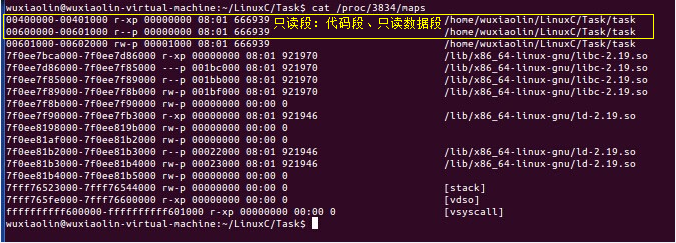 wuxiaolin@wuxiaolin-virtual-machine:~/LinuxC/Task$ cat /proc/3834/maps
00400000-00401000 r-xp 00000000 08:01 666939 只读段：代码段、只读数据段 /home/wuxiaolin/LinuxC/Task/task
00600000-00601000 r--p 00000000 08:01 666939 /home/wuxiaolin/LinuxC/Task/task
00601000-00602000 rw-p 00001000 08:01 666939 /home/wuxiaolin/LinuxC/Task/task
7f0ee7bca000-7f0ee7d86000 r-xp 00000000 08:01 921970 /lib/x86_64-linux-gnu/libc-2.19.so
7f0ee7d86000-7f0ee7f85000 ---p 001bc000 08:01 921970 /lib/x86_64-linux-gnu/libc-2.19.so
7f0ee7f85000-7f0ee7f89000 r--p 001bb000 08:01 921970 /lib/x86_64-linux-gnu/libc-2.19.so
7f0ee7f89000-7f0ee7f8b000 rw-p 001bf000 08:01 921970 /lib/x86_64-linux-gnu/libc-2.19.so
7f0ee7f8b000-7f0ee7f90000 rw-p 00000000 00:00 0
7f0ee7f90000-7f0ee7fb3000 r-xp 00000000 08:01 921946 /lib/x86_64-linux-gnu/ld-2.19.so
7f0ee8198000-7f0ee819b000 rw-p 00000000 00:00 0
7f0ee81af000-7f0ee81b2000 rw-p 00000000 00:00 0
7f0ee81b2000-7f0ee81b3000 r--p 00022000 08:01 921946 /lib/x86_64-linux-gnu/ld-2.19.so
7f0ee81b3000-7f0ee81b4000 rw-p 00023000 08:01 921946 /lib/x86_64-linux-gnu/ld-2.19.so
7f0ee81b4000-7f0ee81b5000 rw-p 00000000 00:00 0
7fff76523000-7fff76544000 rw-p 00000000 00:00 0 [stack]
7fff765fe000-7fff76600000 r-xp 00000000 00:00 0 [vdso]
ffffffffff600000-ffffffffff601000 r-xp 00000000 00:00 0 [vsyscall]
wuxiaolin@wuxiaolin-virtual-machine:~/LinuxC/Task$